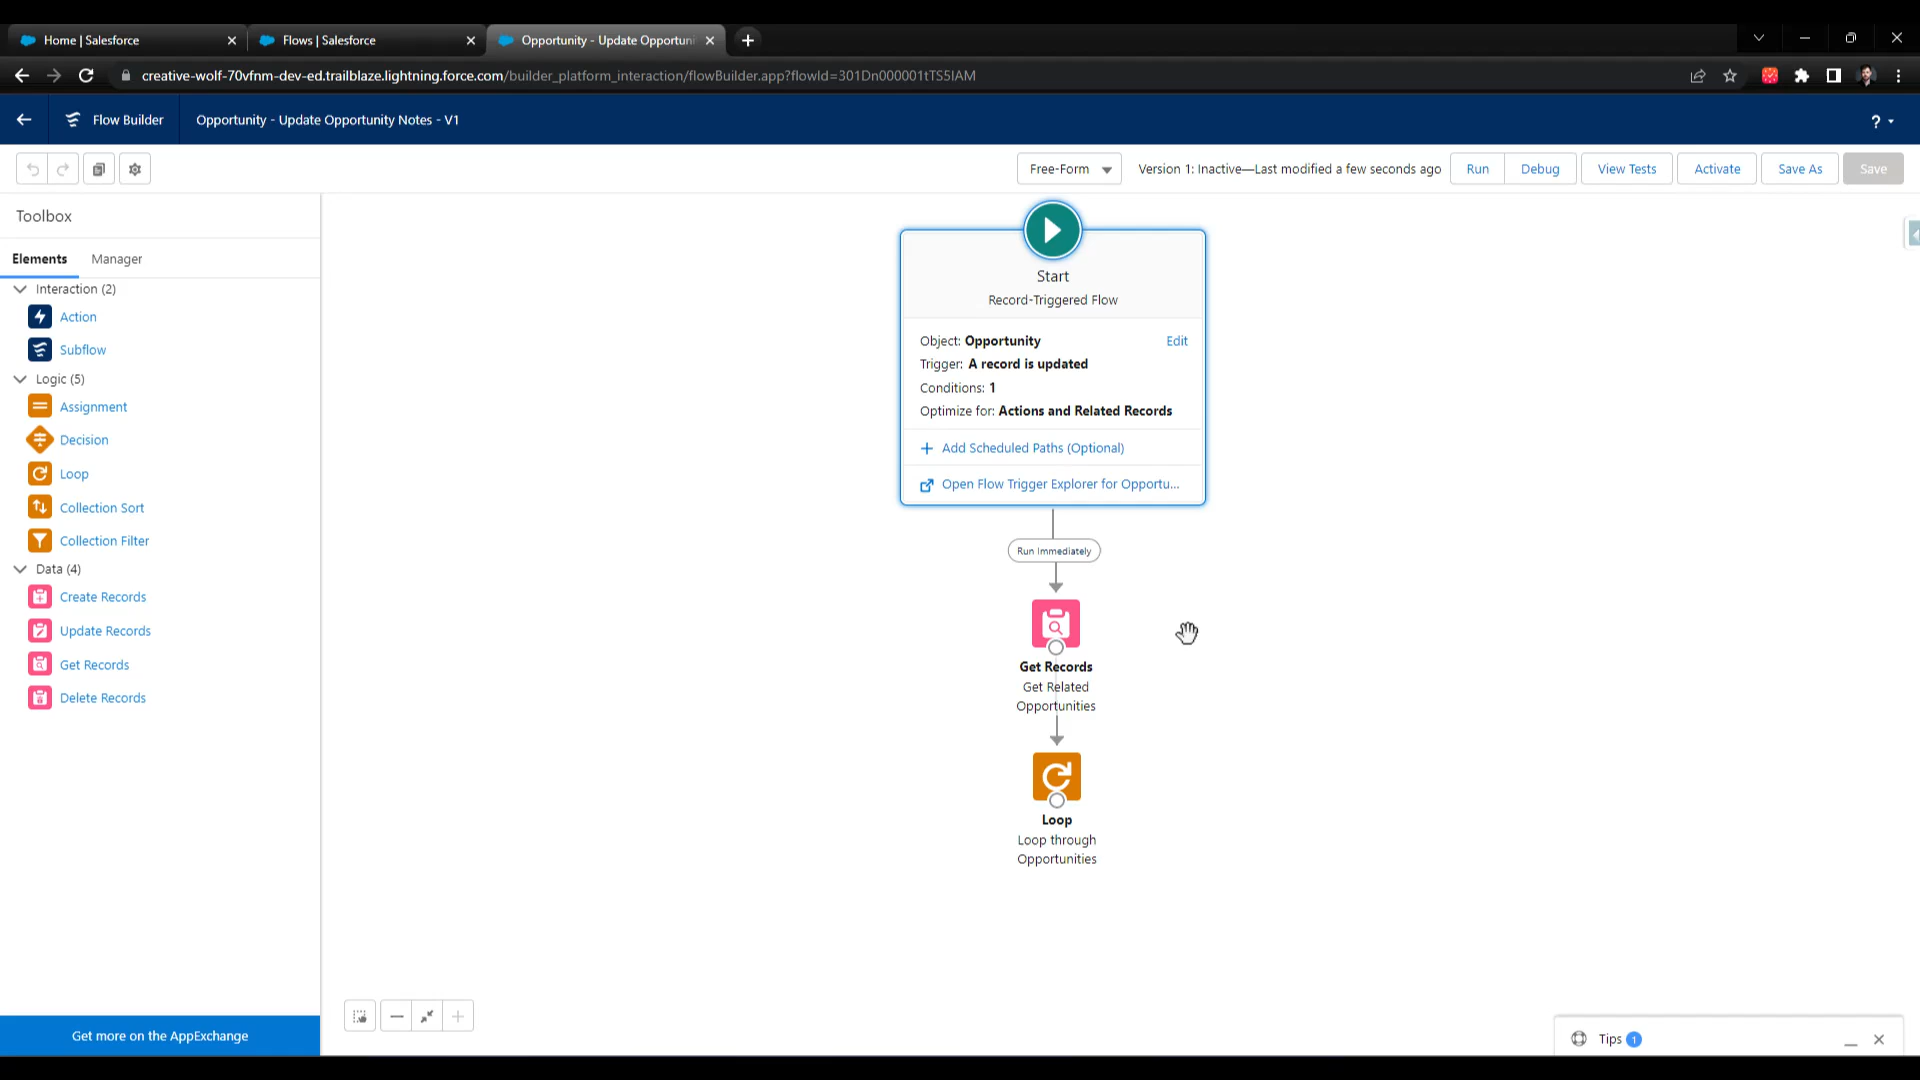 Home | Salesforce
Flows | Salesforce
Opportunity - Update Opportuni
creative-wolf-70vfnm-dev-ed.trailblaze.lightning.force.com/builder_platform_interaction/flowBuilder.app?flowId=301Dn000001tTS5IAM
Flow Builder
Opportunity - Update Opportunity Notes - V1
?
Free-Form
Version 1: Inactive—Last modified a few seconds ago
Run
Debug
View Tests
Activate
Save As
Save
Toolbox
Elements
Manager
Interaction (2)
Action
Subflow
Logic (5)
Assignment
Decision
Loop
Collection Sort
Collection Filter
Data (4)
Create Records
Update Records
Get Records
Delete Records
Get more on the AppExchange
Start
Record-Triggered Flow
Object: Opportunity
Edit
Trigger: A record is updated
Conditions: 1
Optimize for: Actions and Related Records
Add Scheduled Paths (Optional)
Open Flow Trigger Explorer for Opportu...
Run Immediately
Get Records
Get Related
Opportunities
Loop
Loop through
Opportunities
Tips 1